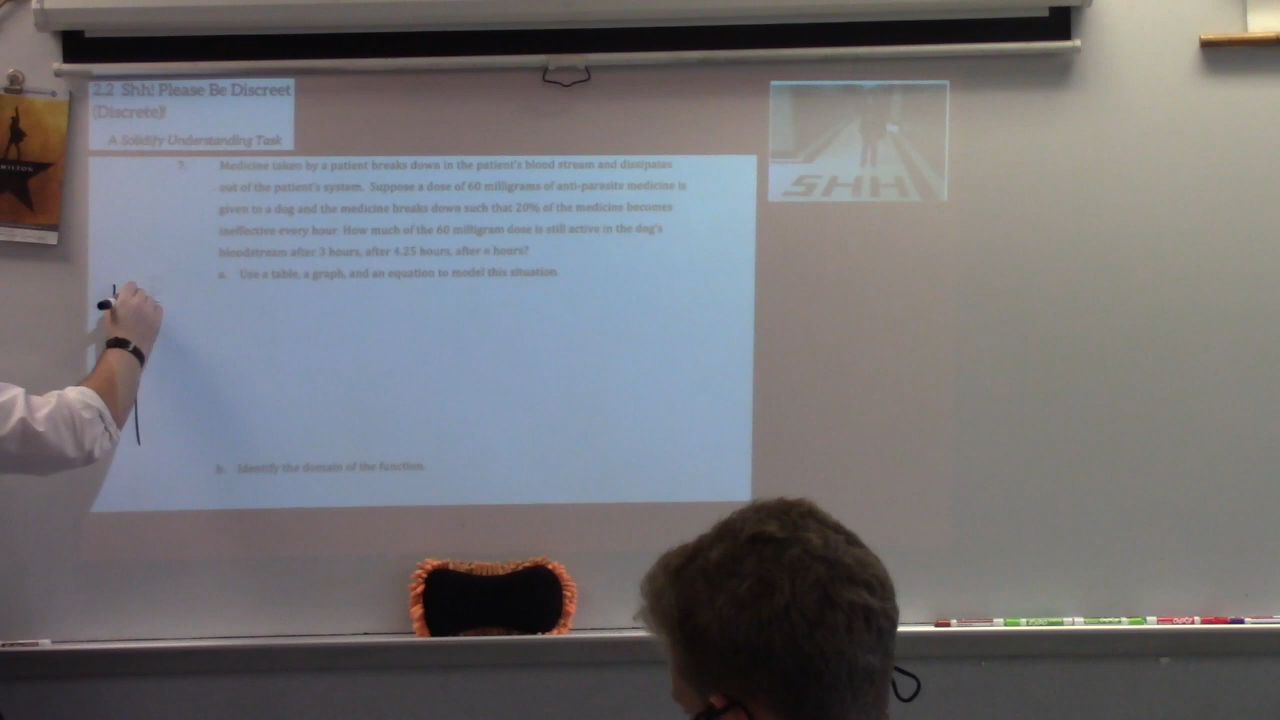 2.2 Shh! Please Be Discreet
(Discrete)!
A Solidify Understanding Task
SHH
7. Medicine taken by a patient breaks down in the patient's blood stream and dissipates
out of the patient's system. Suppose a dose of 60 milligrams of anti-parasite medicine is
given to a dog and the medicine breaks down such that 20% of the medicine becomes
ineffective every hour. How much of the 60 milligram dose is still active in the dog's
bloodstream after 3 hours, after 4.25 hours, after n hours?
a. Use a table, a graph, and an equation to model this situation.
b. Identify the domain of the function.